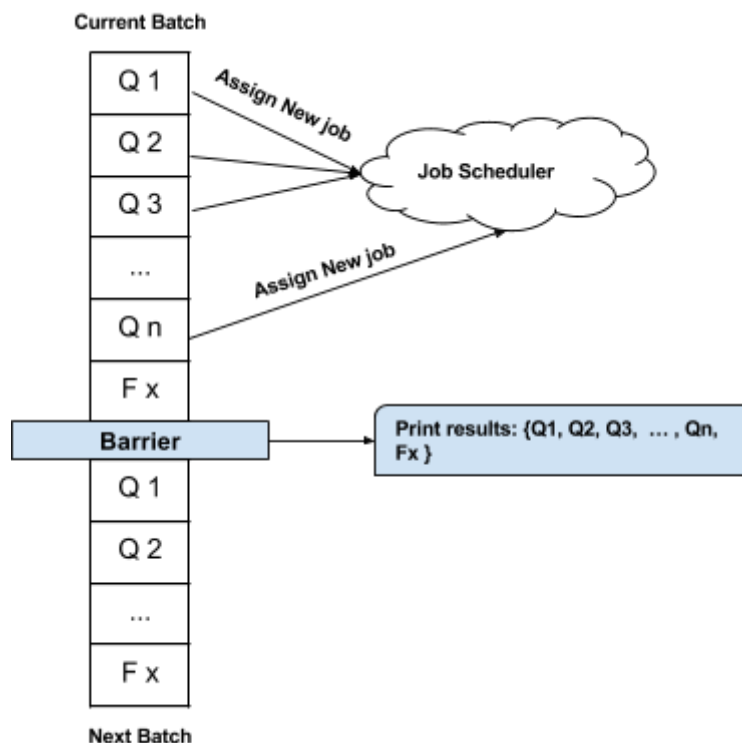 Current Batch
Q 1
Assign New job
Q 2
Job Scheduler
Q 3
...
Assign New job
Q n
F x
Barrier
Print results: {Q1, Q2, Q3, ... , Qn,
Fx }
Q 1
Q 2
...
F x
Next Batch